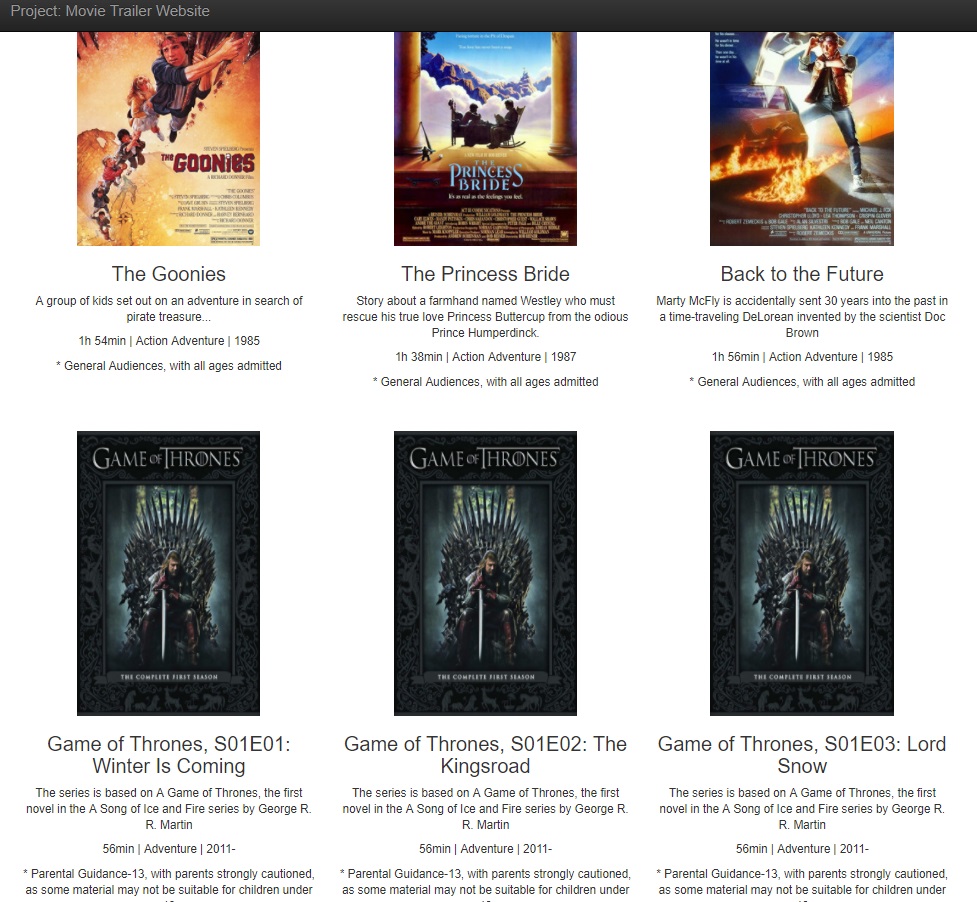 Project: Movie Trailer Website
THE GOONIES
THE
PRINCESS
BRIDE
It's as real as the feelings you feel.
The Goonies
A group of kids set out on an adventure in search of
pirate treasure...
1h 54min | Action Adventure | 1985
* General Audiences, with all ages admitted
The Princess Bride
Story about a farmhand named Westley who must
rescue his true love Princess Buttercup from the odious
Prince Humperdinck.
1h 38min | Action Adventure | 1987
* General Audiences, with all ages admitted
Back to the Future
Marty McFly is accidentally sent 30 years into the past in
a time-traveling DeLorean invented by the scientist Doc
Brown
1h 56min | Action Adventure | 1985
* General Audiences, with all ages admitted
GAME OF THRONES
THE COMPLETE FIRST SEASON
GAME OF THRONES
THE COMPLETE FIRST SEASON
GAME OF THRONES
THE COMPLETE FIRST SEASON
Game of Thrones, S01E01:
Winter Is Coming
The series is based on A Game of Thrones, the first
novel in the A Song of Ice and Fire series by George R.
R. Martin
56min | Adventure | 2011-
* Parental Guidance-13, with parents strongly cautioned,
as some material may not be suitable for children under
Game of Thrones, S01E02: The
Kingsroad
The series is based on A Game of Thrones, the first
novel in the A Song of Ice and Fire series by George R.
R. Martin
56min | Adventure | 2011-
* Parental Guidance-13, with parents strongly cautioned,
as some material may not be suitable for children under
Game of Thrones, S01E03: Lord
Snow
The series is based on A Game of Thrones, the first
novel in the A Song of Ice and Fire series by George R.
R. Martin
56min | Adventure | 2011-
* Parental Guidance-13, with parents strongly cautioned,
as some material may not be suitable for children under